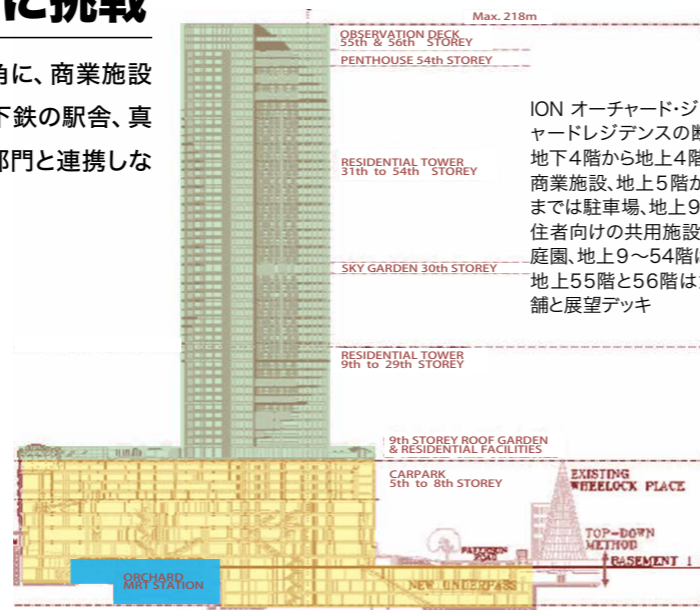 に挑戦
角に、商業施設
下鉄の駅舎、真
部門と連携しな
Max. 218m
OBSERVATION DECK
55th & 56th STOREY
PENTHOUSE 54th STOREY
RESIDENTIAL TOWER
31th to 54th STOREY
SKY GARDEN 30th STOREY
RESIDENTIAL TOWER
9th to 29th STOREY
9th STOREY ROOF GARDEN
& RESIDENTIAL FACILITIES
CARPARK
5th to 8th STOREY
ION オーチャード・ジ
ャードレジデンスの断
地下4階から地上4階
商業施設、地上5階か
までは駐車場、地上9
住者向けの共用施設
庭園、地上9〜54階に
地上55階と56階は
舗と展望デッキ
EXISTING
WHEELOCK PLACE
TOP-DOWN
METHOD
BASEMENT 1
PATERSON
ROAD
NEW UNDERPASS
ORCHARD
MRT STATION